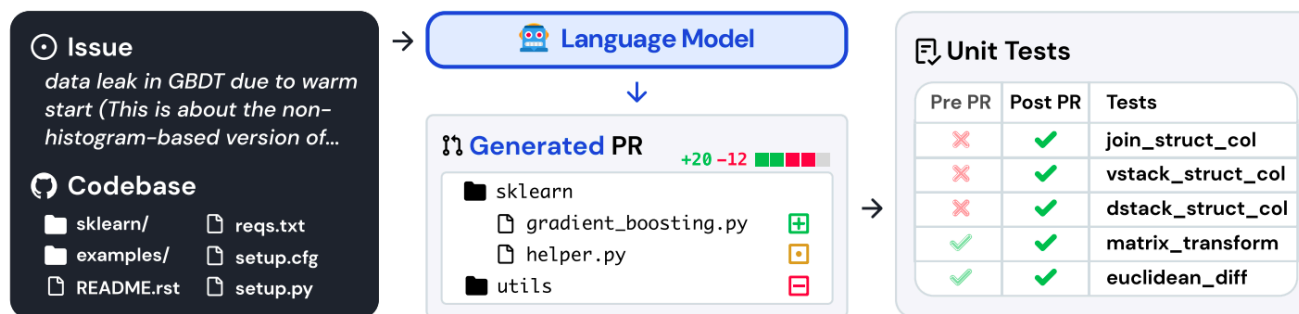 Issue
data leak in GBDT due to warm
start (This is about the non-
histogram-based version of...
Codebase
sklearn/
reqs.txt
examples/
setup.cfg
README.rst
setup.py
Language Model
Generated PR
+20 -12
sklearn
gradient_boosting.py
helper.py
utils
Unit Tests
Pre PR Post PR Tests
join_struct_col
vstack_struct_col
dstack_struct_col
matrix_transform
euclidean_diff